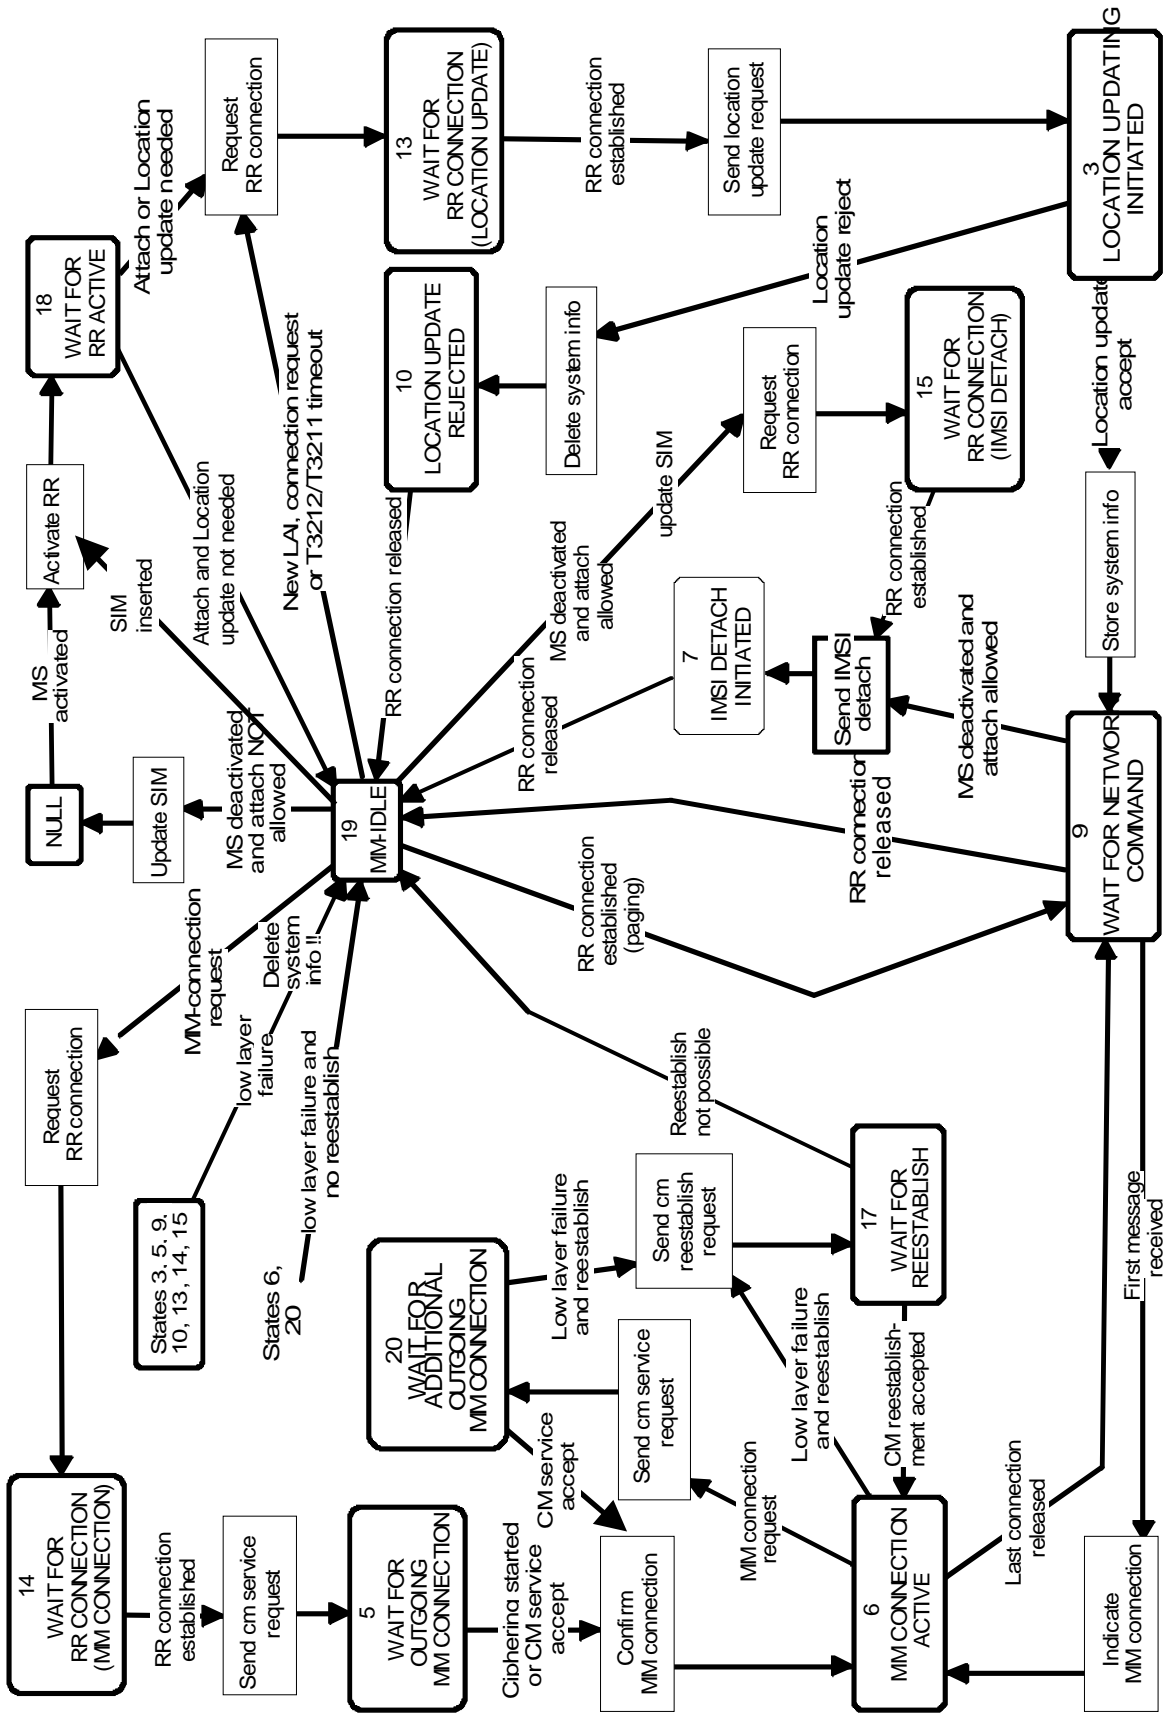 14
WAIT FOR
RR CONNECTION
(MM CONNECTION)
RR connection
established
Send cm service
request
5
WAIT FOR
OUTGOING
MM CONNECTION
Ciphering started
or CM service
accept
Confirm
MM connection
6
MM CONNECTION
ACTIVE
Indicate
MM connection
20
WAIT FOR
ADDITIONAL
OUTGOING
MM CONNECTION
CM service
accept
Send cm service
request
MM connection
request
Low layer failure
and reestablish
Send cm
reestablish
request
Low layer failure
and reestablish
17
WAIT FOR
REESTABLISH
CM reestablish-
ment accepted
Last connection
released
First message
received
Request
RR connection
States 3, 5, 9,
10, 13, 14, 15
States 6,
20
low layer failure and
no reestablish
low layer
failure
Delete
system
info !!
MM-connection
request
Reestablish
not possible
NULL
Update SIM
MS deactivated
and attach NOT
allowed
19
MM-IDLE
RR connection
established
(paging)
RR connection
released
9
WAIT FOR NETWORK
COMMAND
MS
activated
SIM
inserted
Activate RR
Attach and Location
update not needed
New LAI, connection request
or T3212/T3211 timeout
RR connection released
RR connection
released
MS deactivated
and attach
allowed
update SIM
7
IMSI DETACH
INITIATED
Send IMSI
detach
MS deactivated and
attach allowed
RR connection
established
Store system info
18
WAIT FOR
RR ACTIVE
10
LOCATION UPDATE
REJECTED
Delete system info
Request
RR connection
15
WAIT FOR
RR CONNECTION
(IMSI DETACH)
Location update
accept
Attach or Location
update needed
Request
RR connection
13
WAIT FOR
RR CONNECTION
(LOCATION UPDATE)
RR connection
established
Send location
update request
Location
update reject
3
LOCATION UPDATING
INITIATED